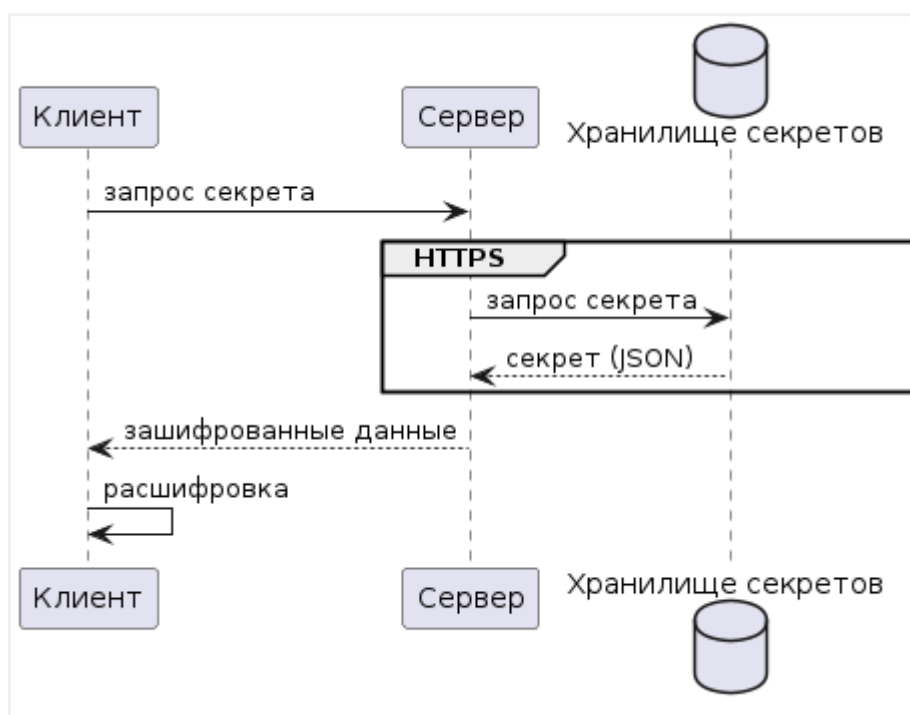 Клиент
Сервер
Хранилище секретов
запрос секрета
HTTPS
запрос секрета
секрет (JSON)
зашифрованные данные
расшифровка
Клиент
Сервер
Хранилище секретов